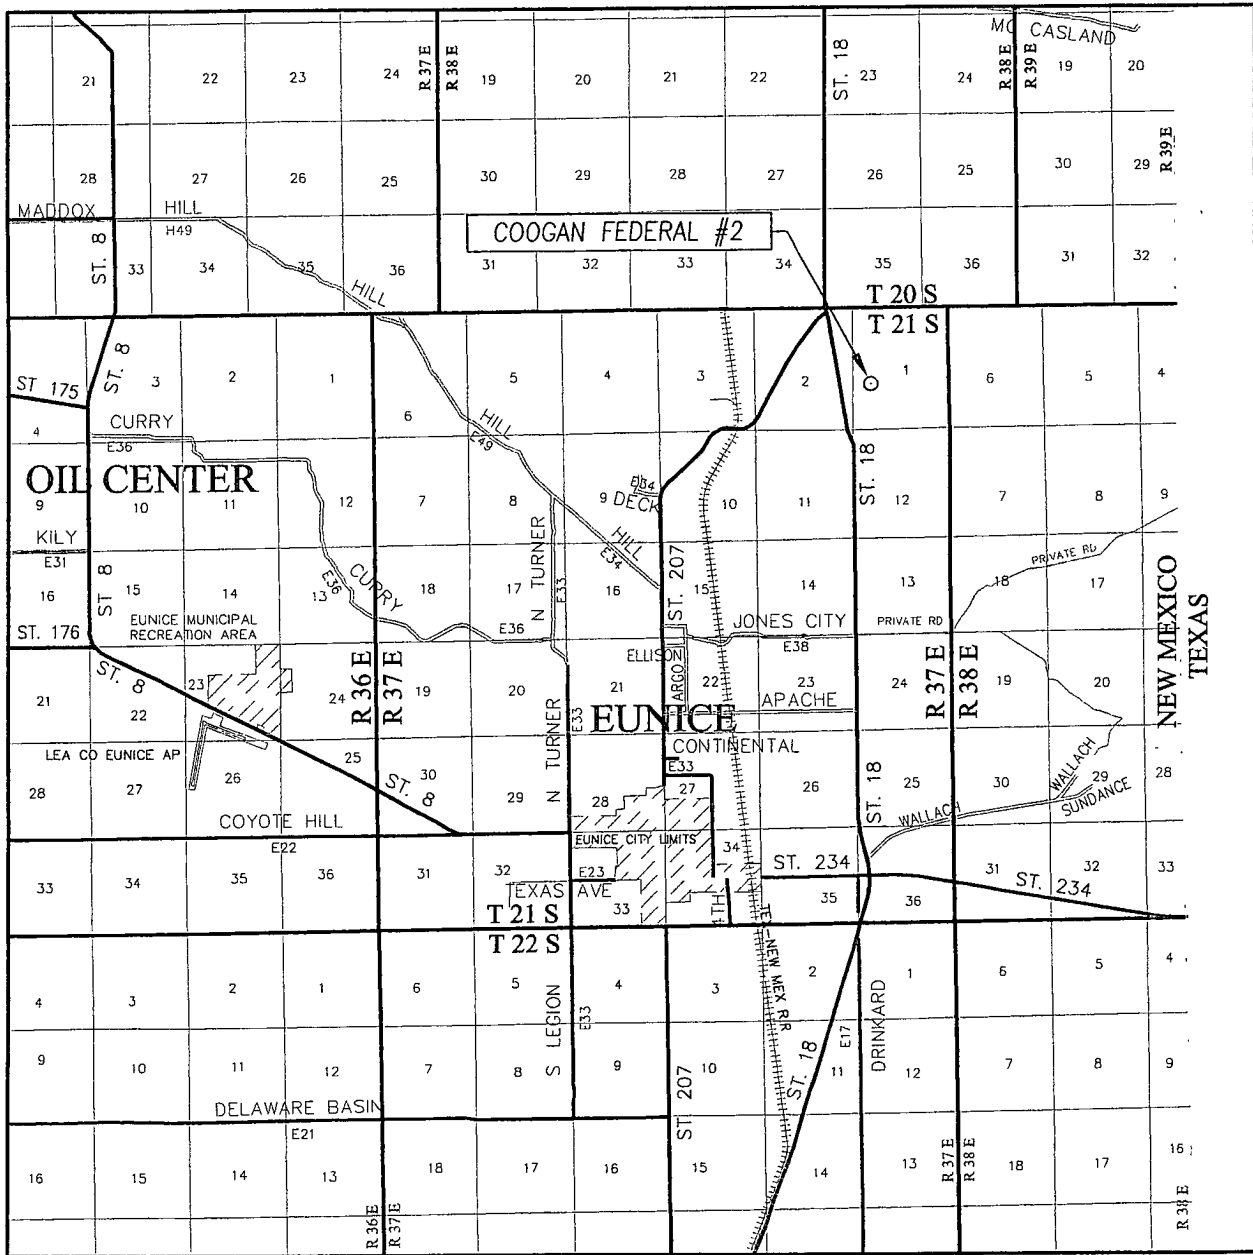 MC CASLAND
21 22 23 24 R 37 E R 38 E 19 20 21 22 ST. 18 23 24 R 38 E R 39 E 19 20
28 27 26 25 30 29 28 27 26 25 30 29 R 39 E
MADDOX HILL
H49
COOGAN FEDERAL #2
ST. 8 33 34 35 36 31 32 33 34 35 36 31 32
HILL
T 20 S
T 21 S
ST 175 ST. 8 3 2 1 5 4 3 2 1 6 5 4
4 CURRY 6 HILL
E36 E49
OIL CENTER
ST. 18
E34
9 10 11 12 7 8 9 DECK 10 11 12 7 8 9
KILY
E31
N TURNER E33 HILL E34
ST 8 E36 CURRY ST. 207
PRIVATE RD
16 15 14 13 18 17 16 15 14 13 18 17
EUNICE MUNICIPAL
RECREATION AREA
ST. 176 E36 JONES CITY PRIVATE RD
E38
NEW MEXICO
TEXAS
ST. 8 ELLISON
ARGO
R 36 E R 37 E R 37 E R 38 E
21 22 23 24 19 20 21 22 23 24 19 20
E33 APACHE
EUNICE
CONTINENTAL
LEA CO EUNICE AP
N TURNER E33 ST. 18 WALLACH
28 27 26 25 30 29 28 27 26 25 30 29 28
ST. 8 SUNDANCE
COYOTE HILL WALLACH
E22
EUNICE CITY LIMITS
33 34 35 36 31 32 E23 34 ST. 234 31 32 33
TEXAS AVE 33 35 36 ST. 234
T 21 S
T 22 S
TH
TEX-NEW MEX RR
4 3 2 1 6 5 4 3 2 1 6 5 4
S LEGION E33 E17 DRINKARD
9 10 11 12 7 8 9 10 11 12 7 8 9
ST. 18
DELAWARE BASIN
E21
ST. 207
16 15 14 13 18 17 16 15 14 13 18 17 16
R 36 E R 37 E R 37 E R 38 E R 38 E